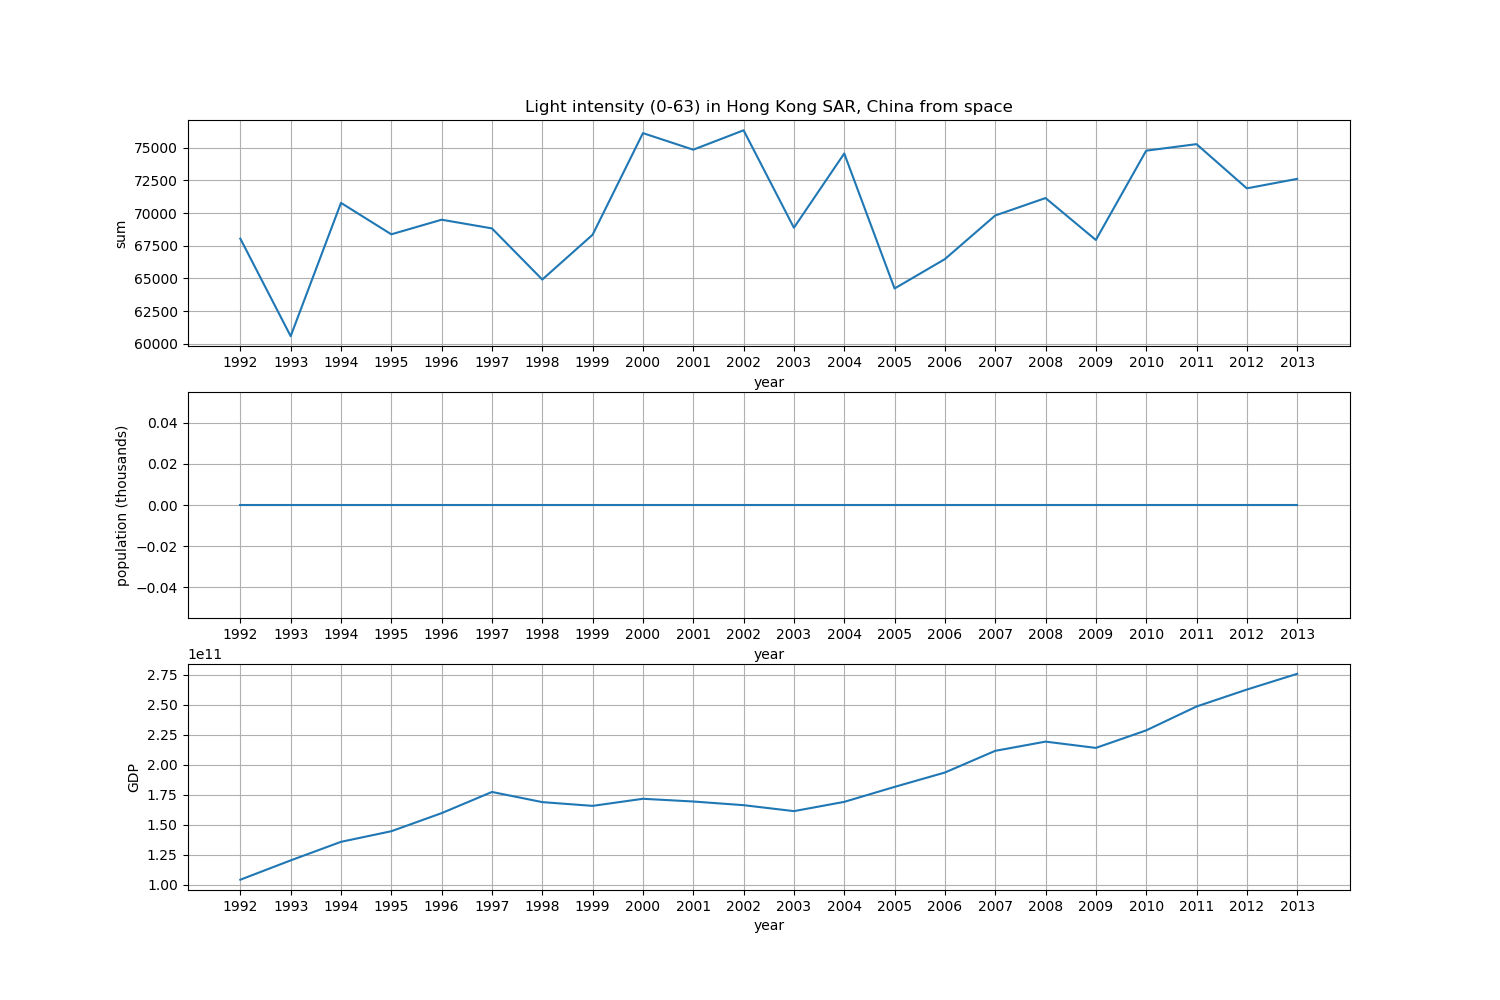 Light intensity (0-63) in Hong Kong SAR, China from space
75000
72500
70000
67500
65000
62500
60000
sum
1992 1993 1994 1995 1996 1997 1998 1999 2000 2001 2002 2003 2004 2005 2006 2007 2008 2009 2010 2011 2012 2013
year
0.04
0.02
0.00
−0.02
−0.04
population (thousands)
1992 1993 1994 1995 1996 1997 1998 1999 2000 2001 2002 2003 2004 2005 2006 2007 2008 2009 2010 2011 2012 2013
year
1e11
2.75
2.50
2.25
2.00
1.75
1.50
1.25
1.00
GDP
1992 1993 1994 1995 1996 1997 1998 1999 2000 2001 2002 2003 2004 2005 2006 2007 2008 2009 2010 2011 2012 2013
year